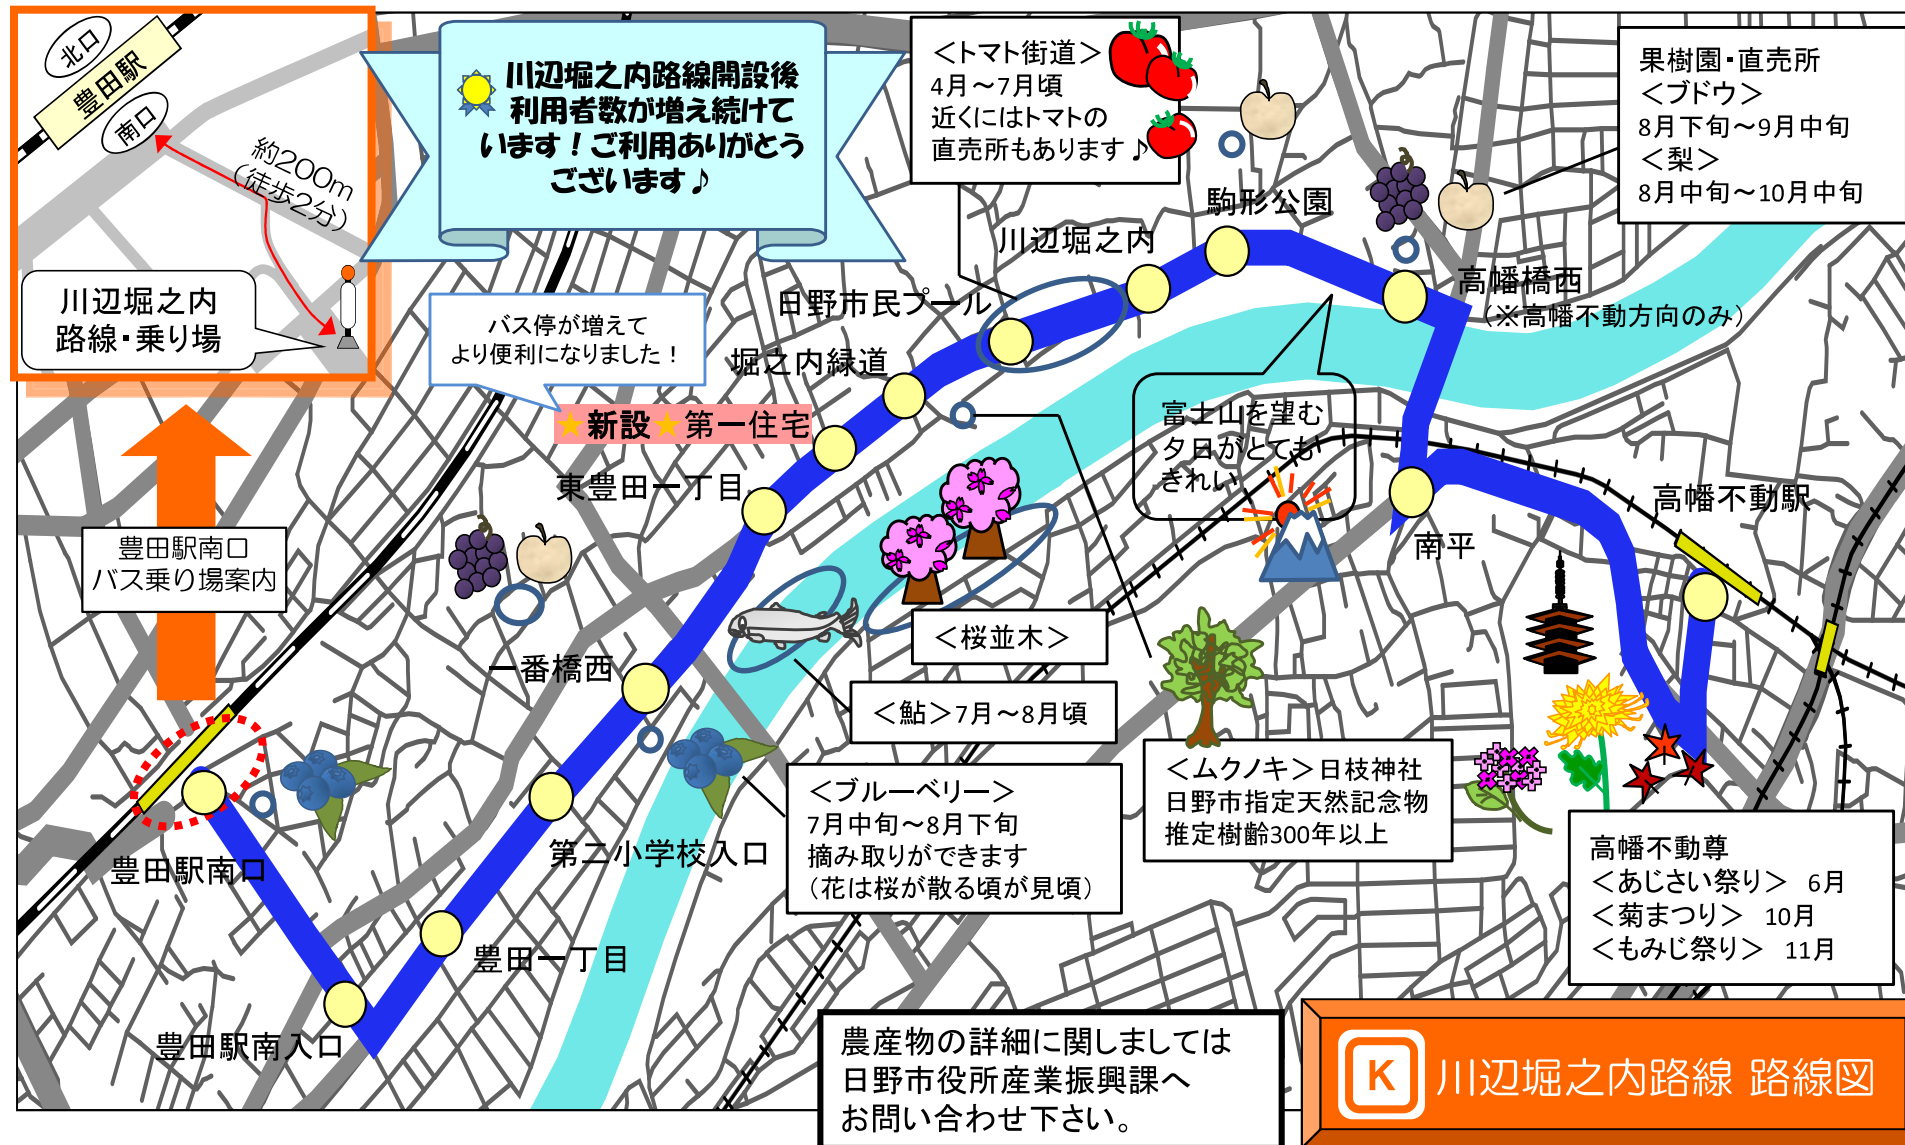 北口
豊田駅
南口
約200m
(徒歩2分)
川辺堀之内
路線・乗り場
川辺堀之内路線開設後
利用者数が増え続けて
います！ご利用ありがとう
ございます♪
＜トマト街道＞
4月～7月頃
近くにはトマトの
直売所もあります♪
果樹園・直売所
＜ブドウ＞
8月下旬～9月中旬
＜梨＞
8月中旬～10月中旬
駒形公園
川辺堀之内
高幡橋西
(※高幡不動方向のみ)
日野市民プール
バス停が増えて
より便利になりました！
堀之内緑道
★新設★第一住宅
富士山を望む
夕日がとても
きれい
東豊田一丁目
高幡不動駅
南平
豊田駅南口
バス乗り場案内
＜桜並木＞
一番橋西
＜鮎＞7月～8月頃
＜ムクノキ＞日枝神社
日野市指定天然記念物
推定樹齢300年以上
＜ブルーベリー＞
7月中旬～8月下旬
摘み取りができます
(花は桜が散る頃が見頃)
第二小学校入口
豊田駅南口
高幡不動尊
＜あじさい祭り＞ 6月
＜菊まつり＞ 10月
＜もみじ祭り＞ 11月
豊田一丁目
豊田駅南入口
農産物の詳細に関しましては
日野市役所産業振興課へ
お問い合わせ下さい。
K 川辺堀之内路線 路線図